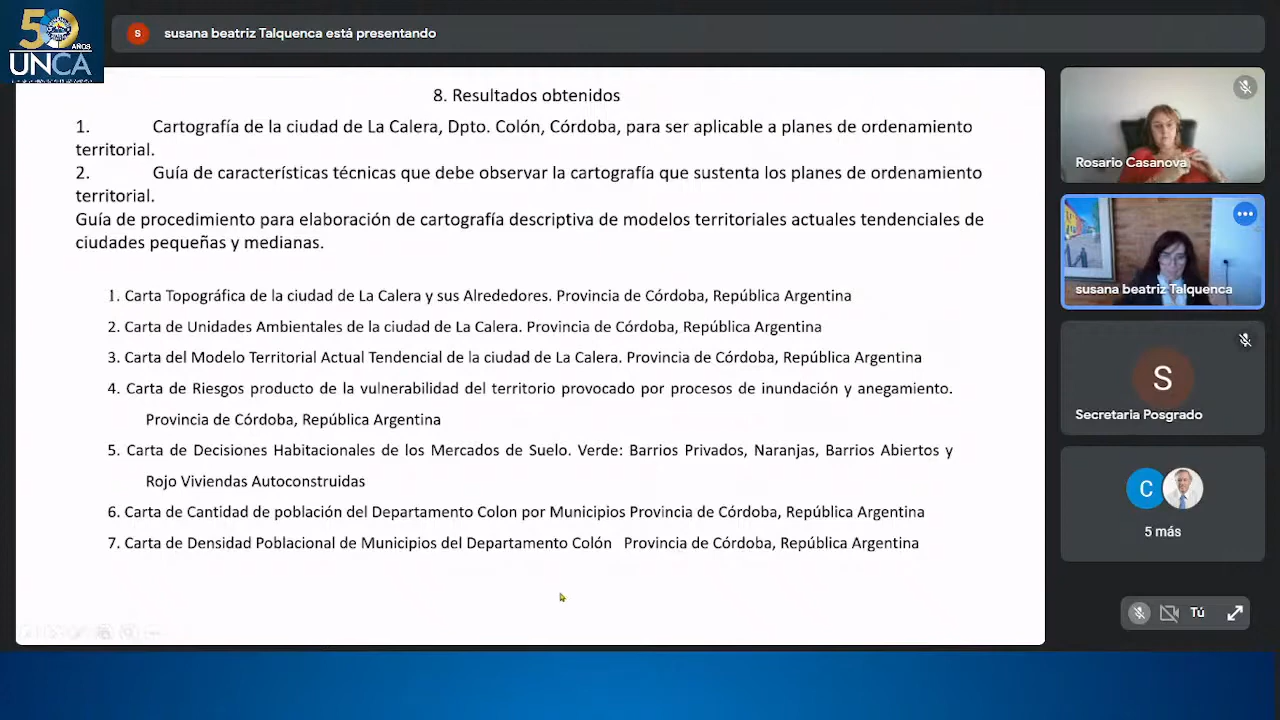 50
AÑOS
UNCA
S
susana beatriz Talquenca está presentando
8. Resultados obtenidos
1. Cartografía de la ciudad de La Calera, Dpto. Colón, Córdoba, para ser aplicable a planes de ordenamiento
territorial.
2. Guía de características técnicas que debe observar la cartografía que sustenta los planes de ordenamiento
territorial.
Guía de procedimiento para elaboración de cartografía descriptiva de modelos territoriales actuales tendenciales de
ciudades pequeñas y medianas.
1. Carta Topográfica de la ciudad de La Calera y sus Alrededores. Provincia de Córdoba, República Argentina
2. Carta de Unidades Ambientales de la ciudad de La Calera. Provincia de Córdoba, República Argentina
3. Carta del Modelo Territorial Actual Tendencial de la ciudad de La Calera. Provincia de Córdoba, República Argentina
4. Carta de Riesgos producto de la vulnerabilidad del territorio provocado por procesos de inundación y anegamiento.
Provincia de Córdoba, República Argentina
5. Carta de Decisiones Habitacionales de los Mercados de Suelo. Verde: Barrios Privados, Naranjas, Barrios Abiertos y
Rojo Viviendas Autoconstruidas
6. Carta de Cantidad de población del Departamento Colon por Municipios Provincia de Córdoba, República Argentina
7. Carta de Densidad Poblacional de Municipios del Departamento Colón Provincia de Córdoba, República Argentina
Rosario Casanova
susana beatriz Talquenca
S
Secretaria Posgrado
C
5 más
Tú